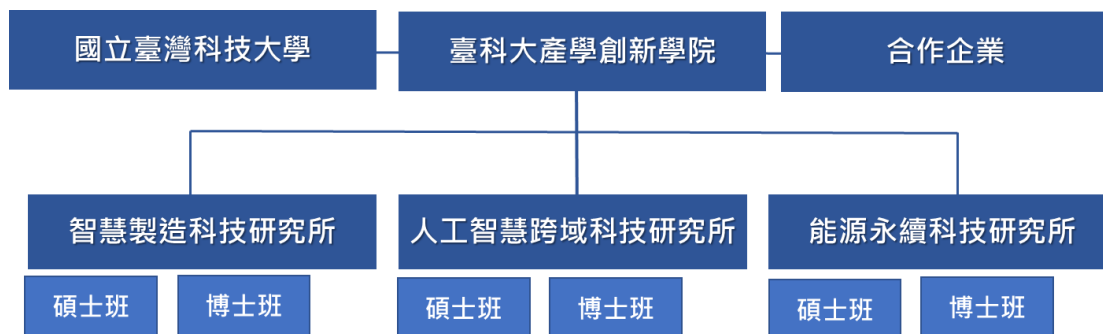 國立臺灣科技大學
臺科大產學創新學院
合作企業
智慧製造科技研究所
人工智慧跨域科技研究所
能源永續科技研究所
碩士班
博士班
碩士班
博士班
碩士班
博士班